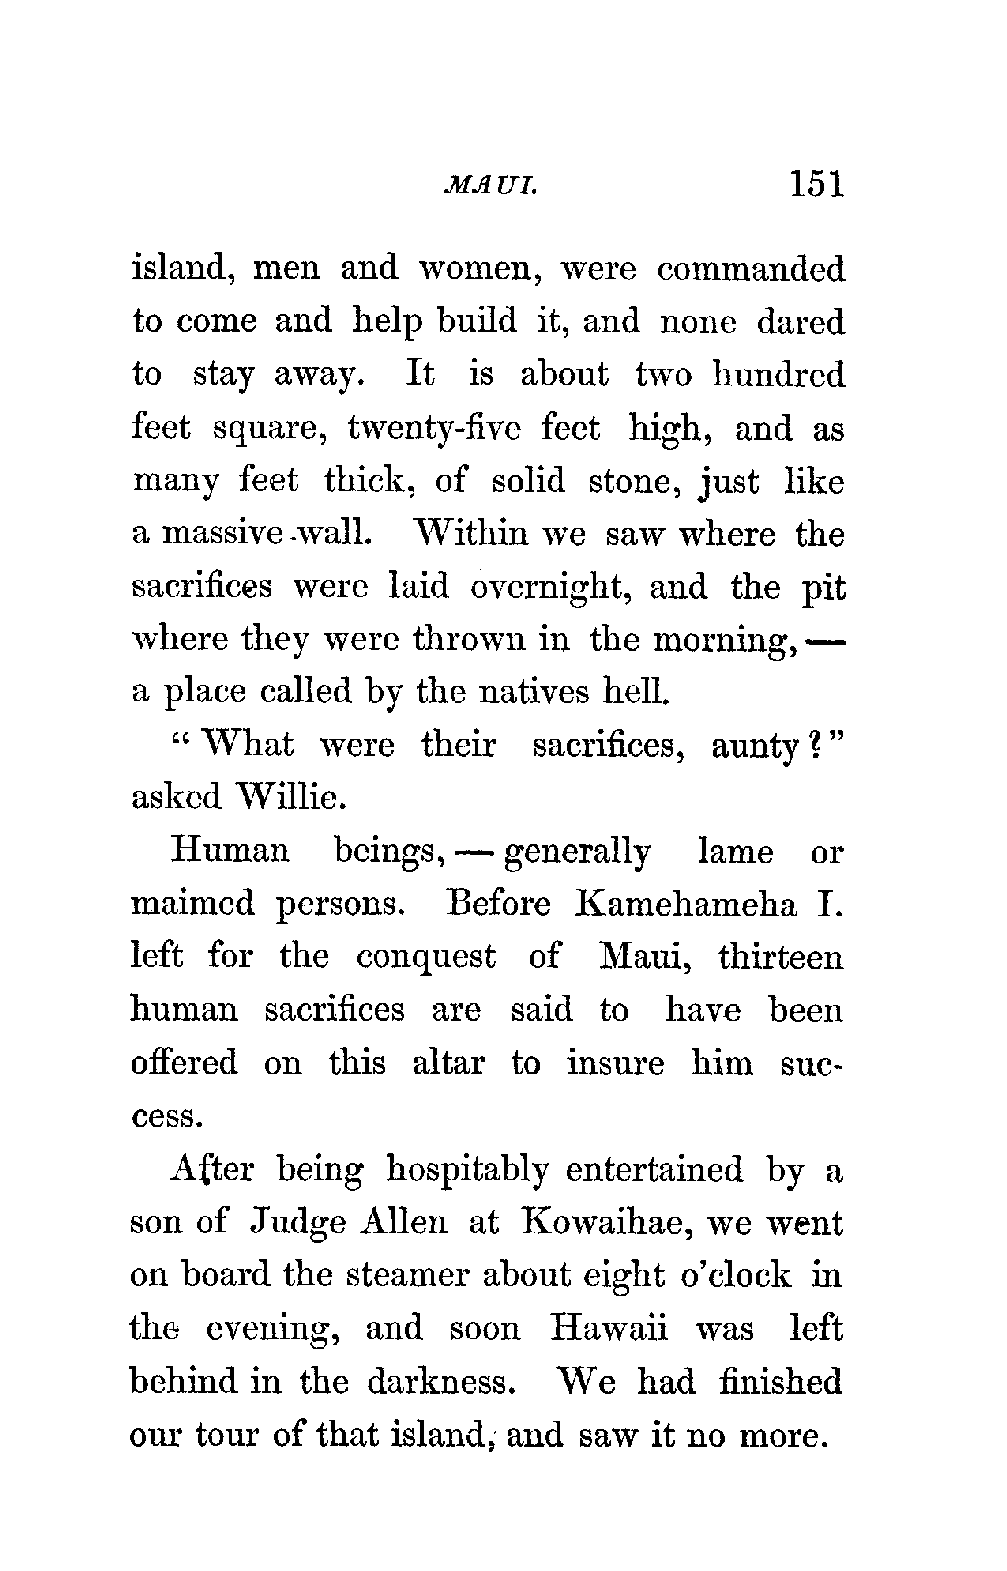 MAUI. 151
island, men and women, were commanded
to come and help build it, and none dared
to stay away. It is about two hundred
feet square, twenty-five feet high, and as
many feet thick, of solid stone, just like
a massive wall. Within we saw where the
sacrifices were laid overnight, and the pit
where they were thrown in the morning, —
a place called by the natives hell.
“ What were their sacrifices, aunty ? ”
asked Willie.
Human beings, — generally lame or
maimed persons. Before Kamehameha I.
left for the conquest of Maui, thirteen
human sacrifices are said to have been
offered on this altar to insure him suc-
cess.
After being hospitably entertained by a
son of Judge Allen at Kowaihae, we went
on board the steamer about eight o’clock in
the evening, and soon Hawaii was left
behind in the darkness. We had finished
our tour of that island, and saw it no more.